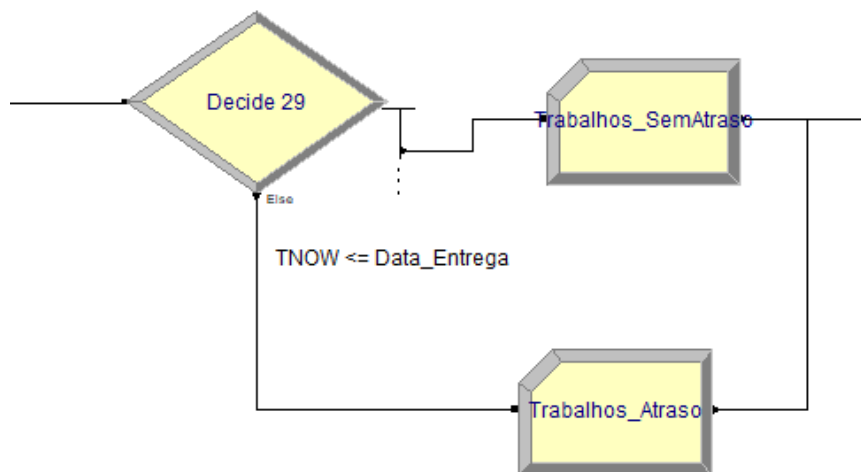 Decide 29
Trabalhos_SemAtraso
Else
TNOW <= Data_Entrega
Trabalhos_Atraso